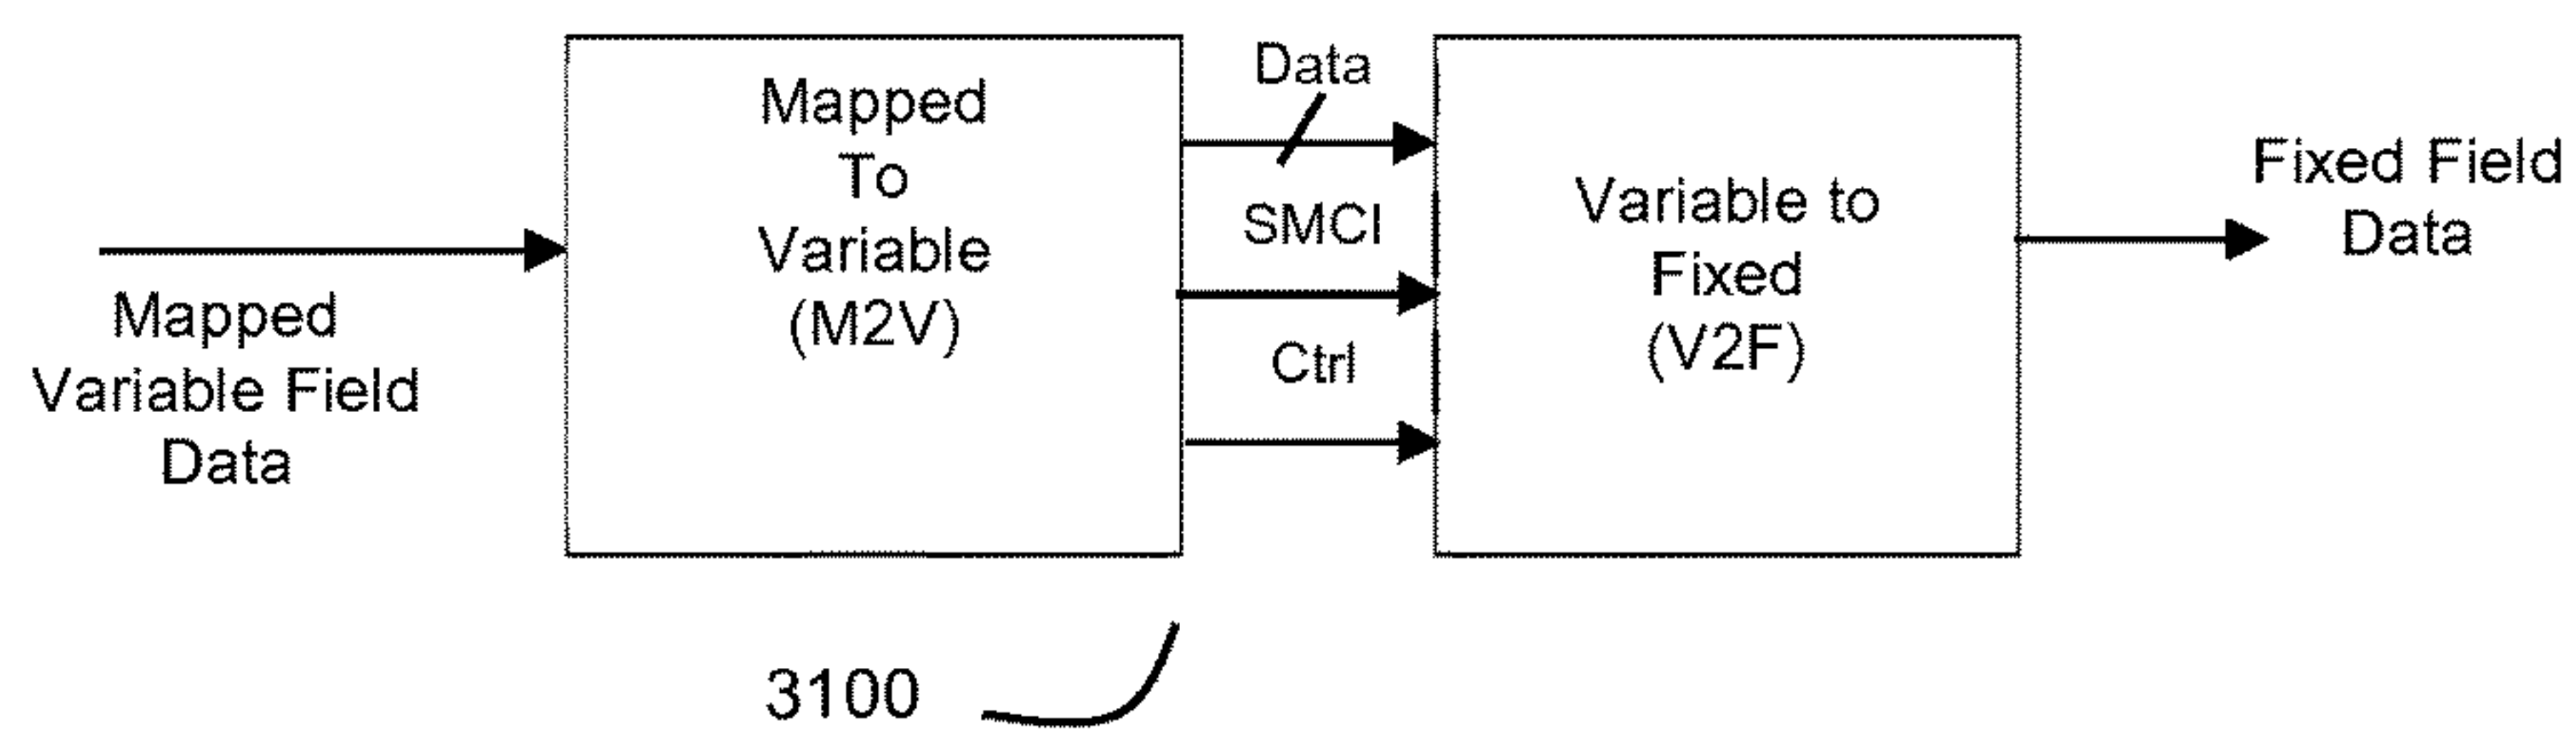 Mapped
Variable Field
Data
Mapped
To
Variable
(M2V)
Data
SMCI
Ctrl
Variable to
Fixed
(V2F)
Fixed Field
Data
3100